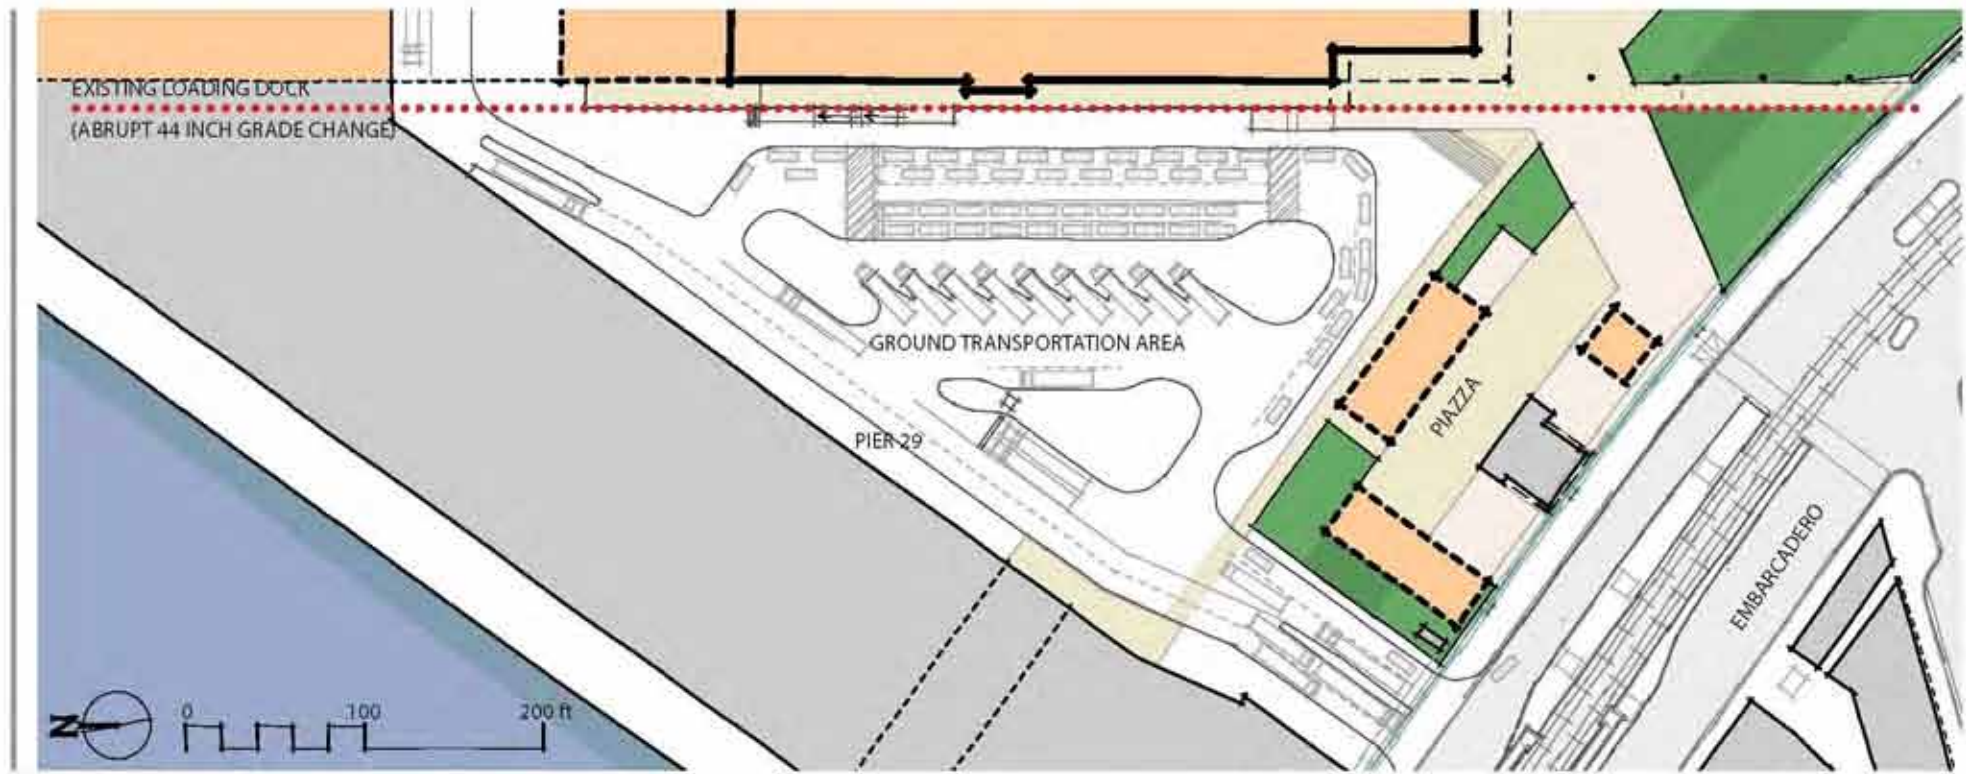 EXISTING LOADING DOCK
(ABRUPT 44 INCH GRADE CHANGE)
GROUND TRANSPORTATION AREA
PIAZZA
PIER 29
EMBARCADERO
N
0 100 200 ft